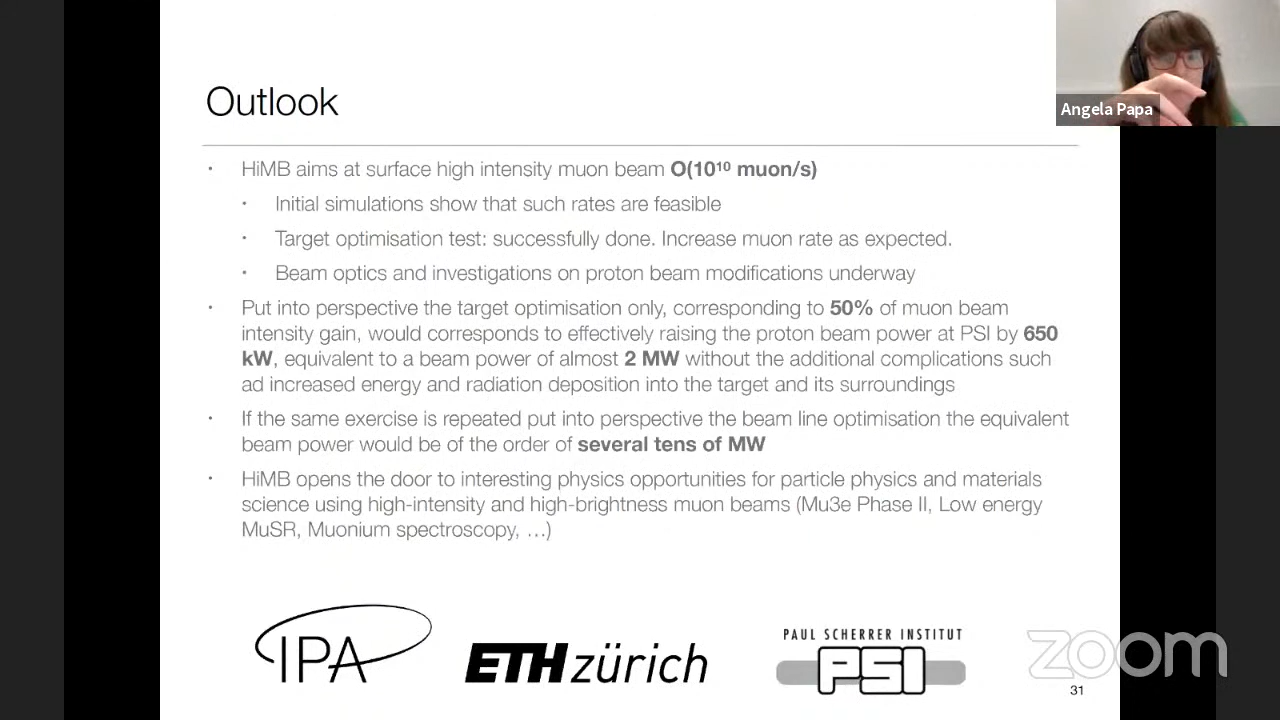 Angela Papa
Outlook
• HiMB aims at surface high intensity muon beam O(10¹⁰ muon/s)
• Initial simulations show that such rates are feasible
• Target optimisation test: successfully done. Increase muon rate as expected.
• Beam optics and investigations on proton beam modifications underway
• Put into perspective the target optimisation only, corresponding to 50% of muon beam
intensity gain, would corresponds to effectively raising the proton beam power at PSI by 650
kW, equivalent to a beam power of almost 2 MW without the additional complications such
ad increased energy and radiation deposition into the target and its surroundings
• If the same exercise is repeated put into perspective the beam line optimisation the equivalent
beam power would be of the order of several tens of MW
• HiMB opens the door to interesting physics opportunities for particle physics and materials
science using high-intensity and high-brightness muon beams (Mu3e Phase II, Low energy
MuSR, Muonium spectroscopy, …)
IPA
ETH zürich
PAUL SCHERRER INSTITUT
PSI
zoom
31